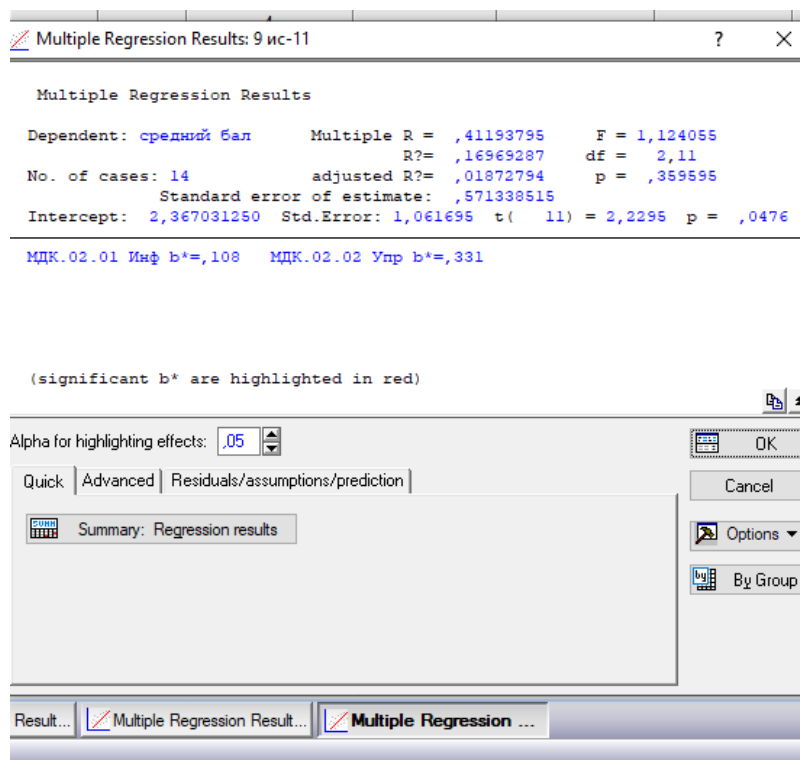 Multiple Regression Results: 9 ис-11 ?
Multiple Regression Results
Dependent: средний бал Multiple R = ,41193795 F = 1,124055
R?= ,16969287 df = 2,11
No. of cases: 14 adjusted R?= ,01872794 p = ,359595
Standard error of estimate: ,571338515
Intercept: 2,367031250 Std.Error: 1,061695 t( 11) = 2,2295 p = ,0476
МДК.02.01 Инф b*=,108 МДК.02.02 Упр b*=,331
(significant b* are highlighted in red)
Alpha for highlighting effects: ,05
OK
Quick Advanced Residuals/assumptions/prediction
Cancel
SUMM Summary: Regression results
Options
by By Group
Result... Multiple Regression Result... Multiple Regression ...